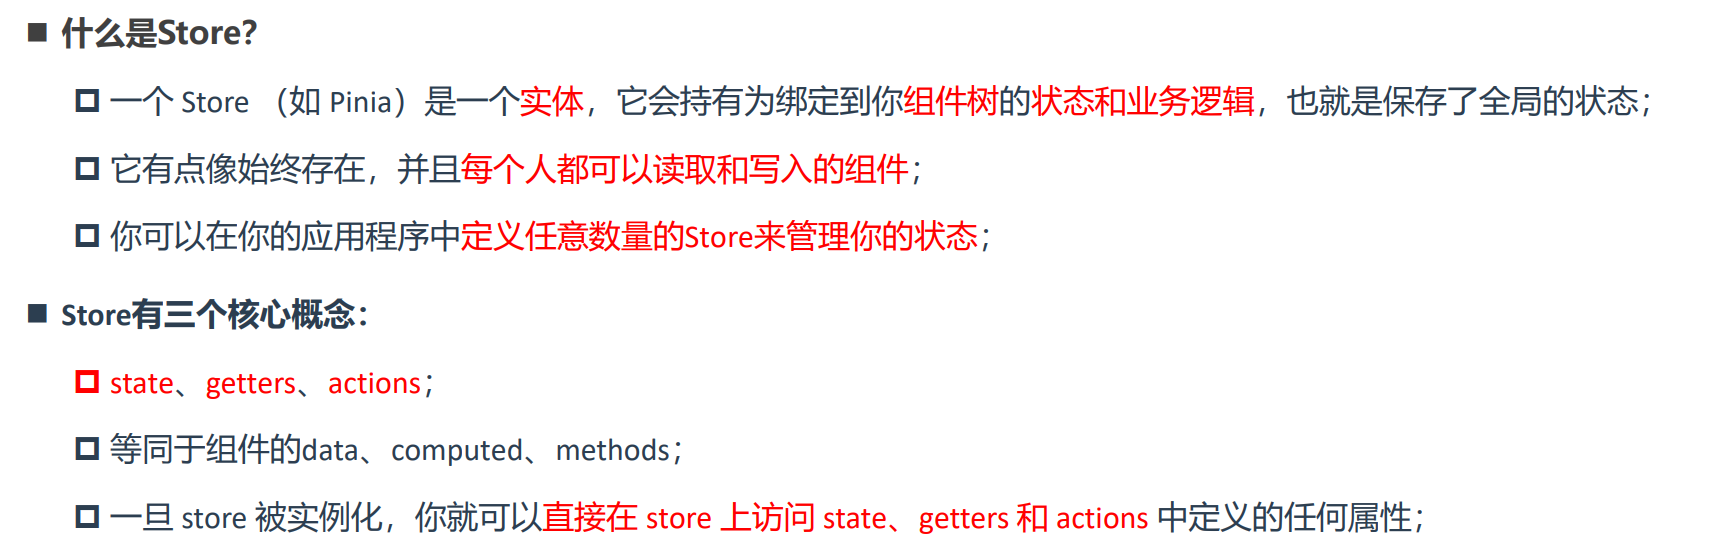 什么是Store?
一个 Store （如 Pinia）是一个实体，它会持有为绑定到你组件树的状态和业务逻辑，也就是保存了全局的状态；
它有点像始终存在，并且每个人都可以读取和写入的组件；
你可以在你的应用程序中定义任意数量的Store来管理你的状态；
Store有三个核心概念：
state、getters、actions；
等同于组件的data、computed、methods；
一旦 store 被实例化，你就可以直接在 store 上访问 state、getters 和 actions 中定义的任何属性；